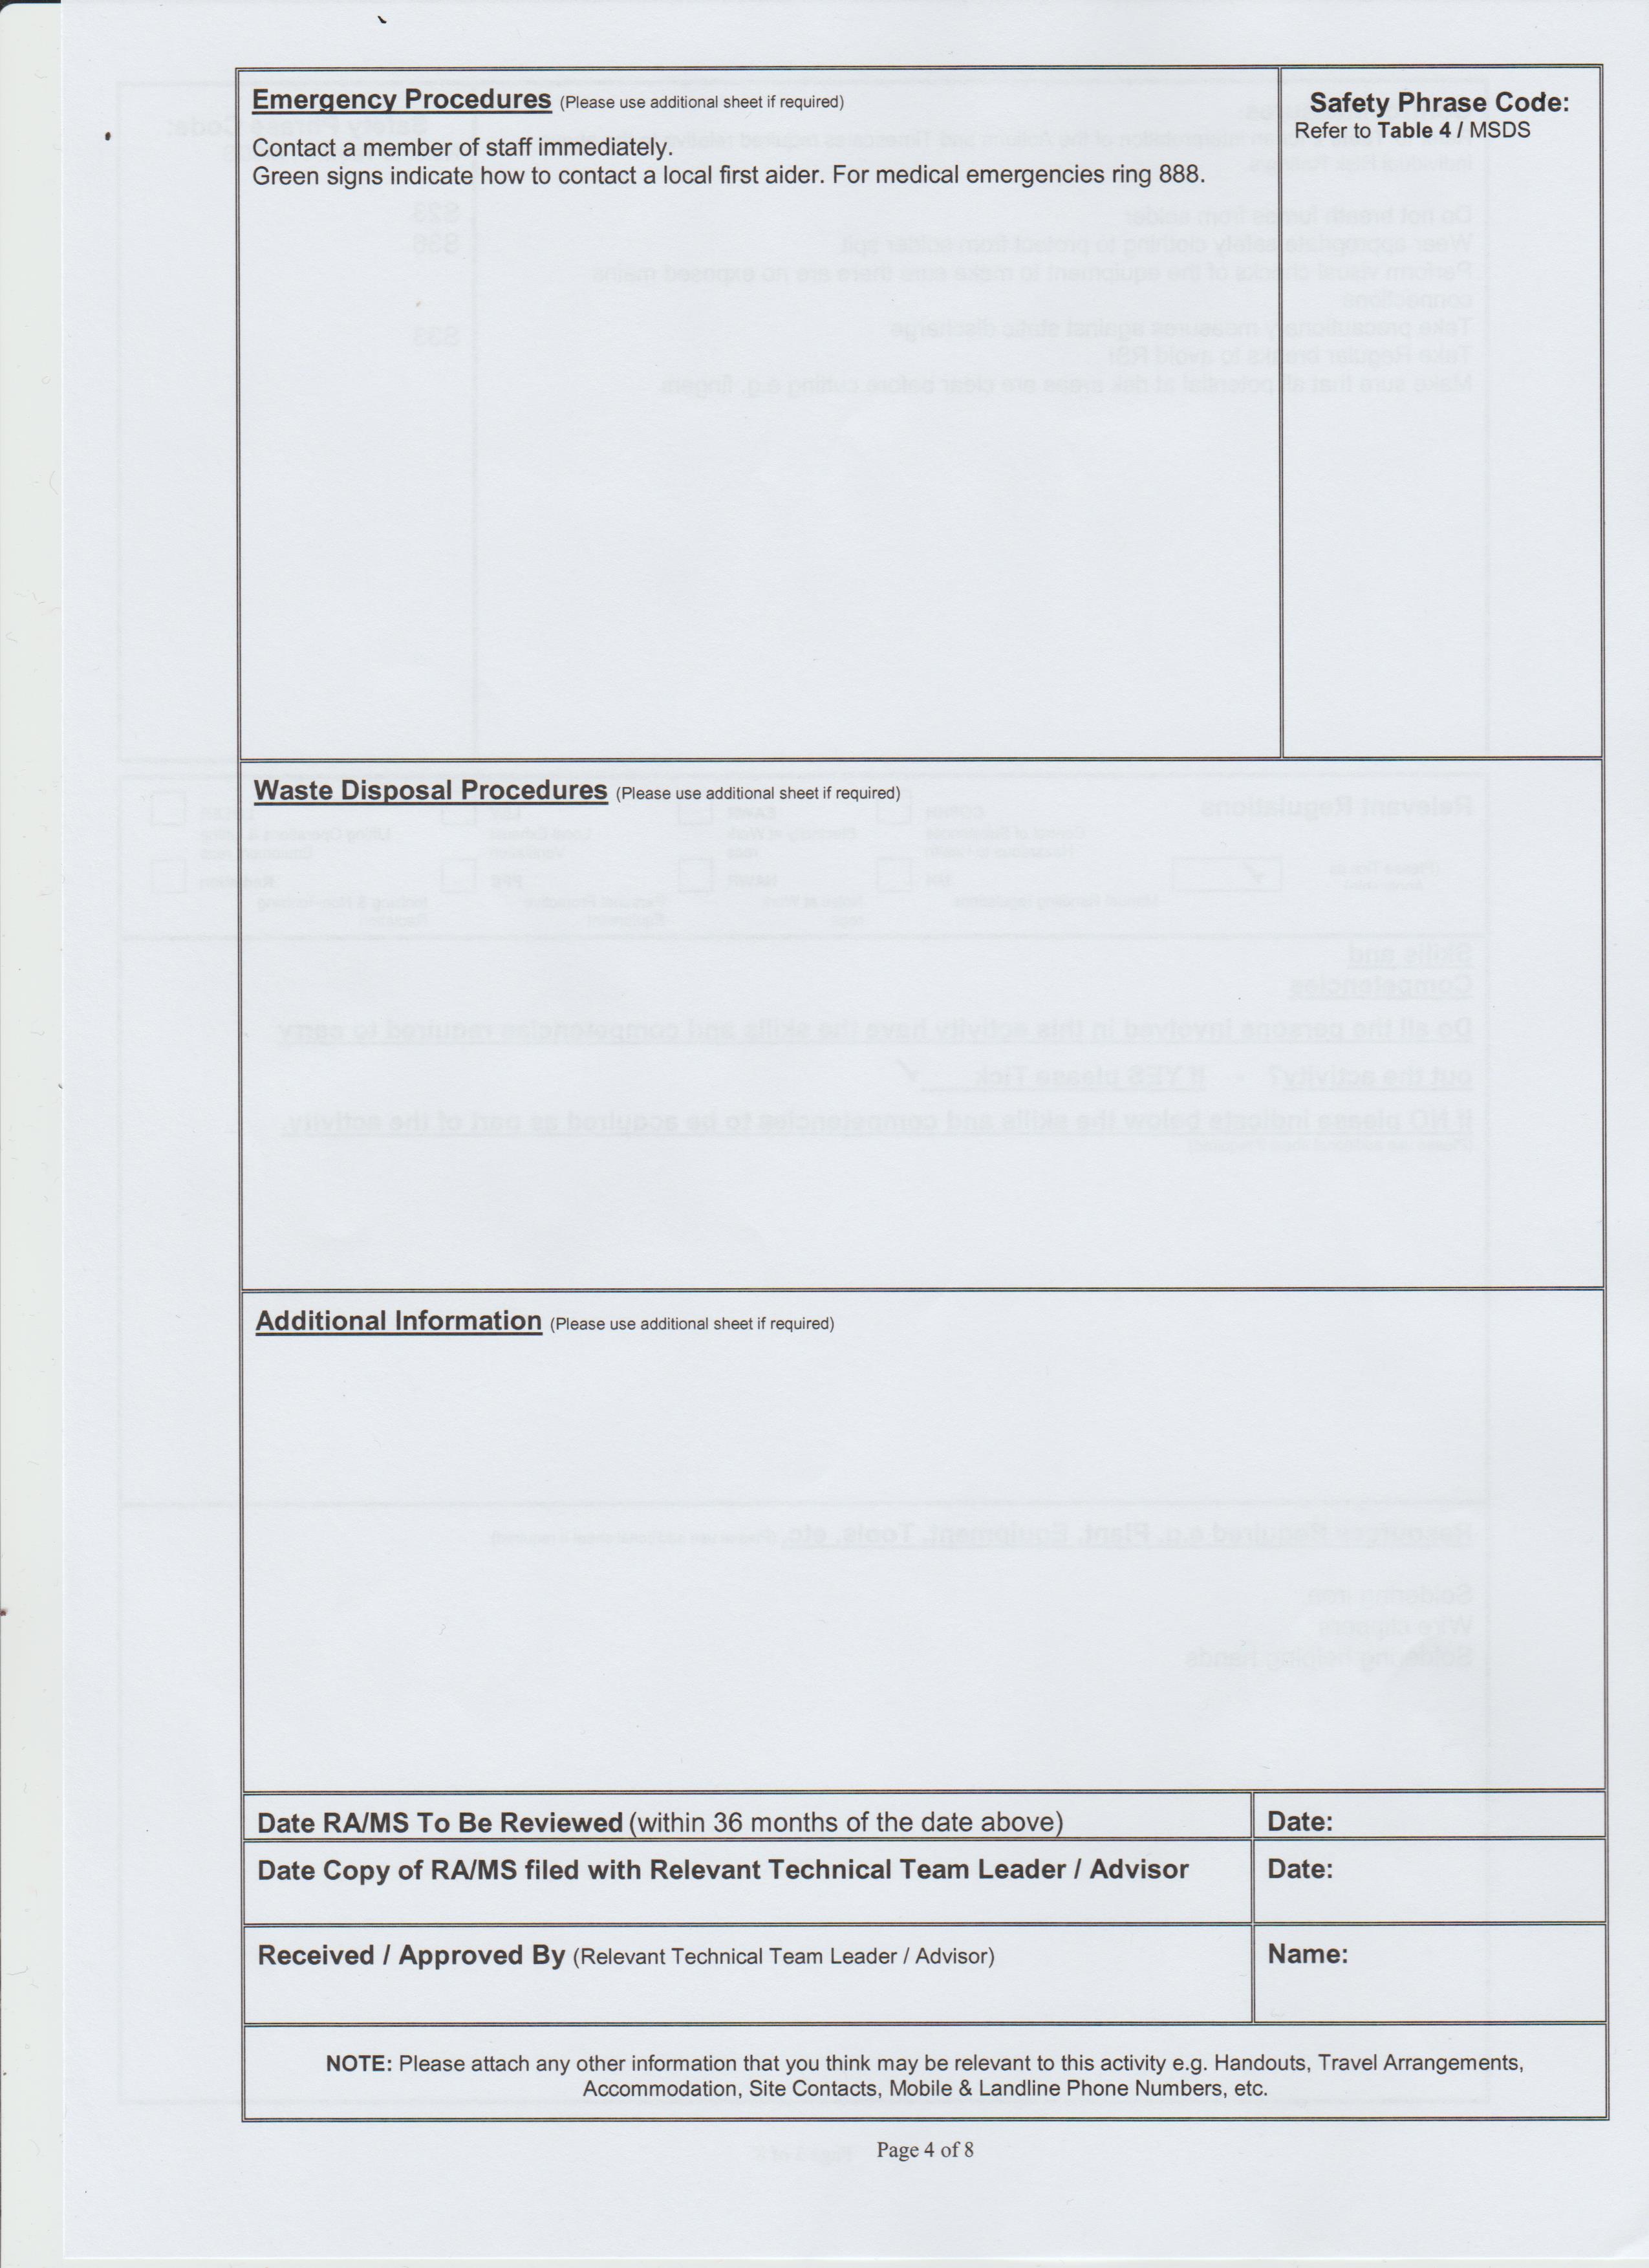 Emergency Procedures (Please use additional sheet if required)
Contact a member of staff immediately.
Green signs indicate how to contact a local first aider. For medical emergencies ring 888.
Safety Phrase Code:
Refer to Table 4 / MSDS
Waste Disposal Procedures (Please use additional sheet if required)
Additional Information (Please use additional sheet if required)
Date RA/MS To Be Reviewed (within 36 months of the date above)
Date:
Date Copy of RA/MS filed with Relevant Technical Team Leader / Advisor
Date:
Received / Approved By (Relevant Technical Team Leader / Advisor)
Name:
NOTE: Please attach any other information that you think may be relevant to this activity e.g. Handouts, Travel Arrangements,
Accommodation, Site Contacts, Mobile & Landline Phone Numbers, etc.
Page 4 of 8